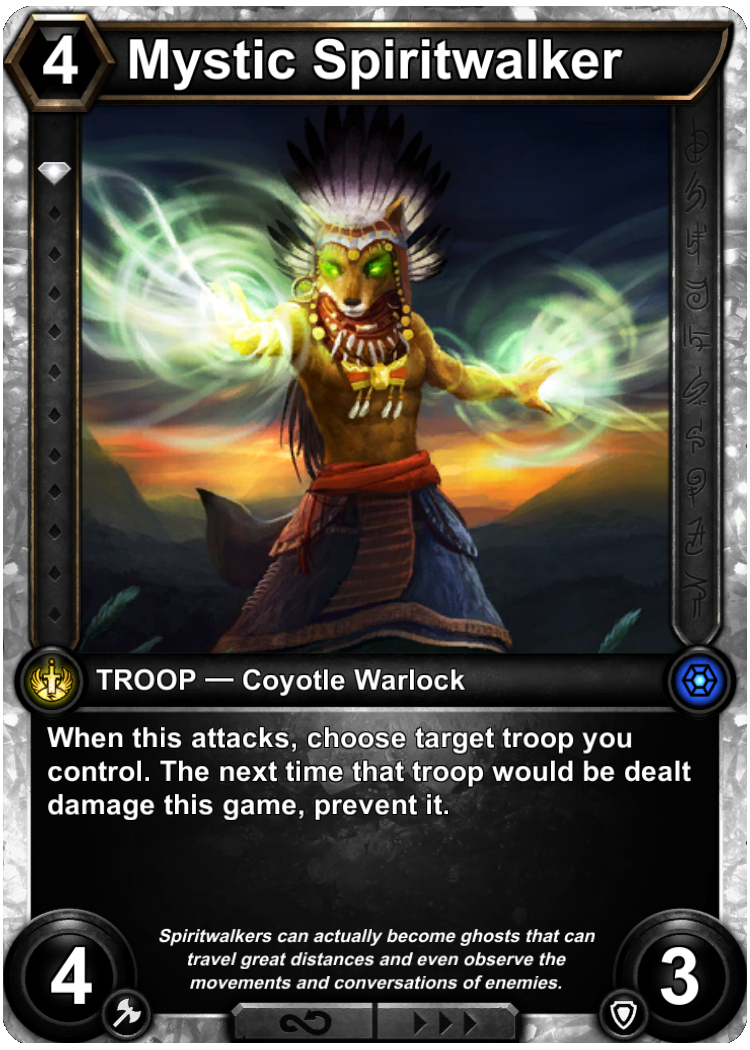 4
Mystic Spiritwalker
TROOP — Coyotle Warlock
When this attacks, choose target troop you
control. The next time that troop would be dealt
damage this game, prevent it.
Spiritwalkers can actually become ghosts that can
travel great distances and even observe the
movements and conversations of enemies.
4
3